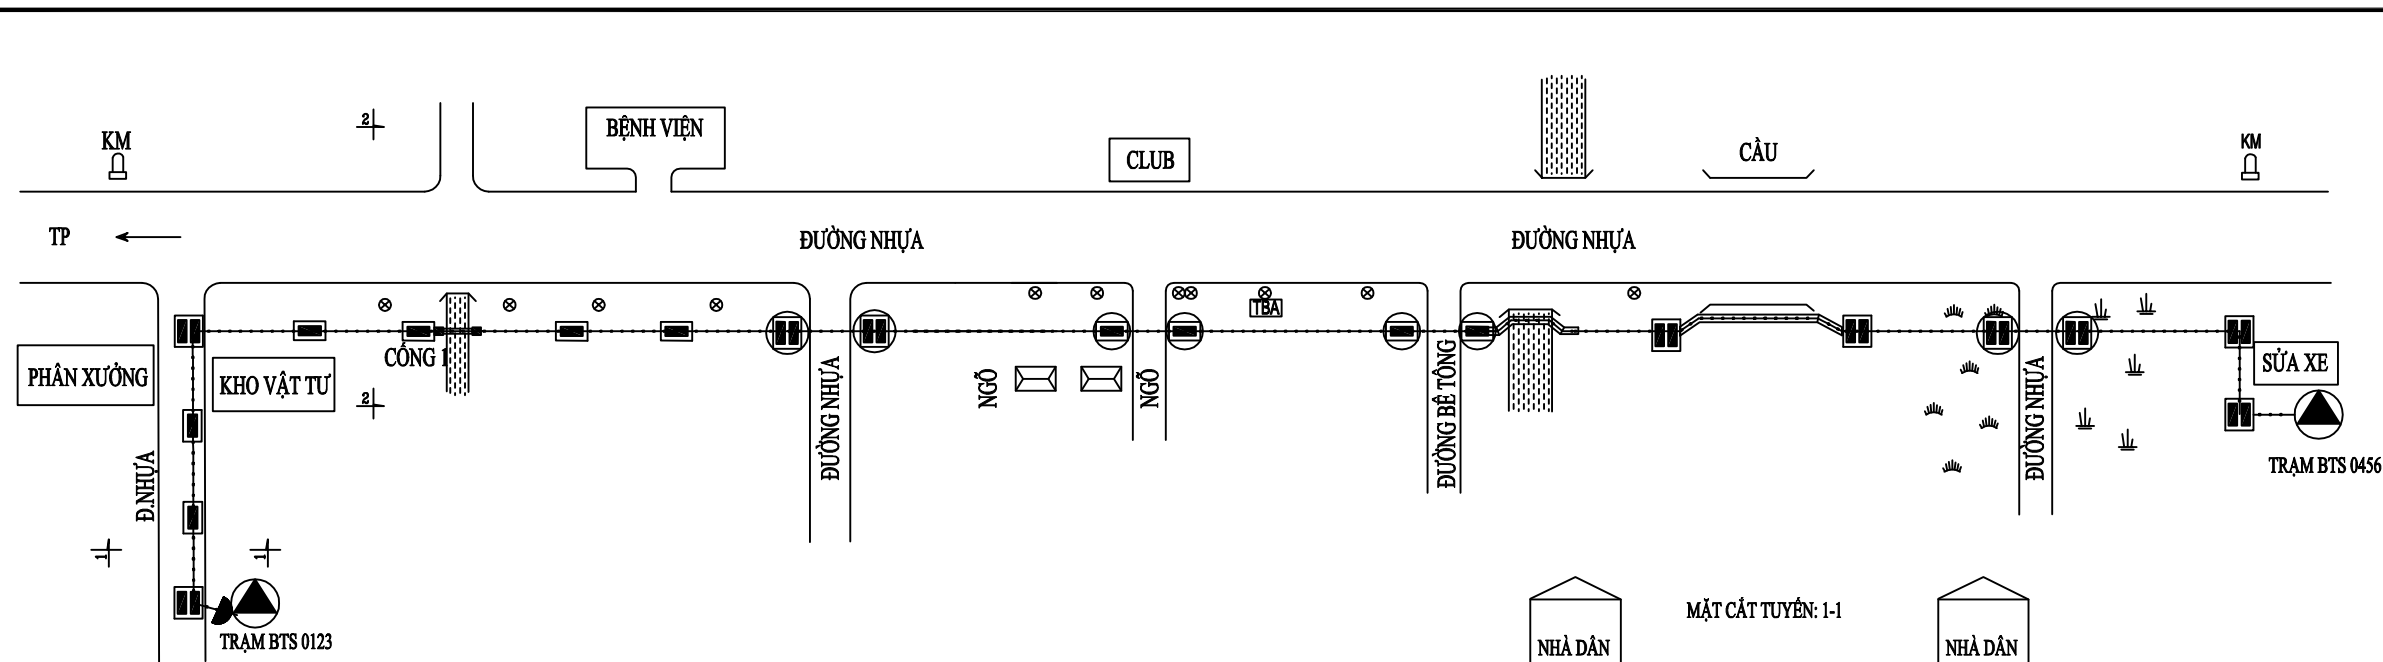 2
KM
BỆNH VIỆN
CLUB
CẦU
KM
TP
ĐƯỜNG NHỰA
ĐƯỜNG NHỰA
TBA
CỐNG 1
PHÂN XƯỞNG
KHO VẬT TƯ
2
NGÕ
NGÕ
ĐƯỜNG NHỰA
ĐƯỜNG BÊ TÔNG
ĐƯỜNG NHỰA
SỬA XE
TRẠM BTS 0456
Đ.NHỰA
1
1
TRẠM BTS 0123
MẶT CẮT TUYẾN: 1-1
NHÀ DÂN
NHÀ DÂN